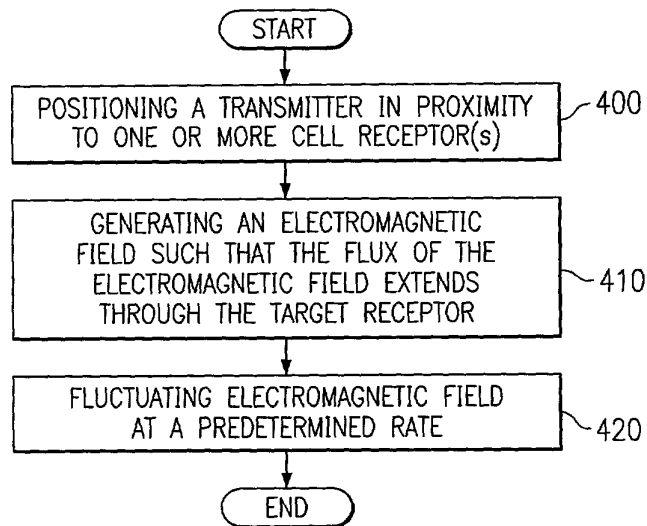 START
POSITIONING A TRANSMITTER IN PROXIMITY
TO ONE OR MORE CELL RECEPTOR(s)
400
GENERATING AN ELECTROMAGNETIC
FIELD SUCH THAT THE FLUX OF THE
ELECTROMAGNETIC FIELD EXTENDS
THROUGH THE TARGET RECEPTOR
410
FLUCTUATING ELECTROMAGNETIC FIELD
AT A PREDETERMINED RATE
420
END